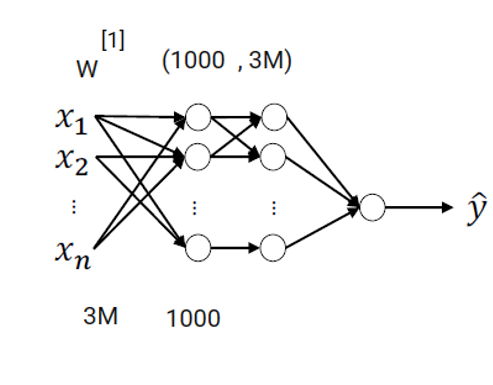 W [1] (1000 , 3M)
x₁
x₂
⋮ ⋮ ⋮
xₙ
ŷ
3M 1000